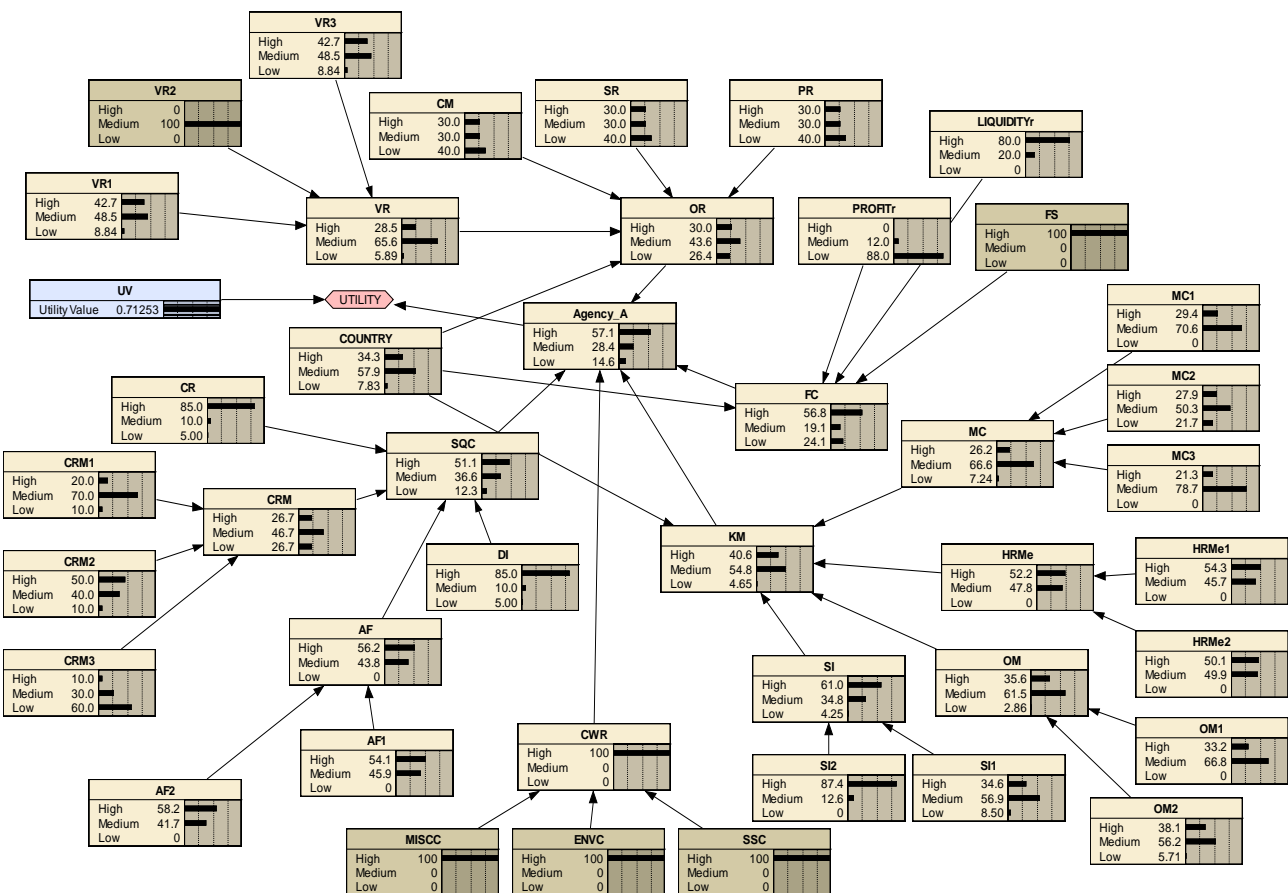 VR3
High 42.7
Medium 48.5
Low 8.84
VR2
High 0
Medium 100
Low 0
CM
High 30.0
Medium 30.0
Low 40.0
SR
High 30.0
Medium 30.0
Low 40.0
PR
High 30.0
Medium 30.0
Low 40.0
LIQUIDITYr
High 80.0
Medium 20.0
Low 0
VR1
High 42.7
Medium 48.5
Low 8.84
VR
High 28.5
Medium 65.6
Low 5.89
OR
High 30.0
Medium 43.6
Low 26.4
PROFITr
High 0
Medium 12.0
Low 88.0
FS
High 100
Medium 0
Low 0
UV
Utility Value 0.71253
UTILITY
Agency_A
High 57.1
Medium 28.4
Low 14.6
MC1
High 29.4
Medium 70.6
Low 0
COUNTRY
High 34.3
Medium 57.9
Low 7.83
CR
High 85.0
Medium 10.0
Low 5.00
FC
High 56.8
Medium 19.1
Low 24.1
MC2
High 27.9
Medium 50.3
Low 21.7
SQC
High 51.1
Medium 36.6
Low 12.3
MC
High 26.2
Medium 66.6
Low 7.24
MC3
High 21.3
Medium 78.7
Low 0
CRM1
High 20.0
Medium 70.0
Low 10.0
CRM
High 26.7
Medium 46.7
Low 26.7
KM
High 40.6
Medium 54.8
Low 4.65
CRM2
High 50.0
Medium 40.0
Low 10.0
DI
High 85.0
Medium 10.0
Low 5.00
HRMe
High 52.2
Medium 47.8
Low 0
HRMe1
High 54.3
Medium 45.7
Low 0
CRM3
High 10.0
Medium 30.0
Low 60.0
AF
High 56.2
Medium 43.8
Low 0
SI
High 61.0
Medium 34.8
Low 4.25
OM
High 35.6
Medium 61.5
Low 2.86
HRMe2
High 50.1
Medium 49.9
Low 0
AF1
High 54.1
Medium 45.9
Low 0
CWR
High 100
Medium 0
Low 0
OM1
High 33.2
Medium 66.8
Low 0
AF2
High 58.2
Medium 41.7
Low 0
SI2
High 87.4
Medium 12.6
Low 0
SI1
High 34.6
Medium 56.9
Low 8.50
OM2
High 38.1
Medium 56.2
Low 5.71
MISCC
High 100
Medium 0
Low 0
ENVC
High 100
Medium 0
Low 0
SSC
High 100
Medium 0
Low 0